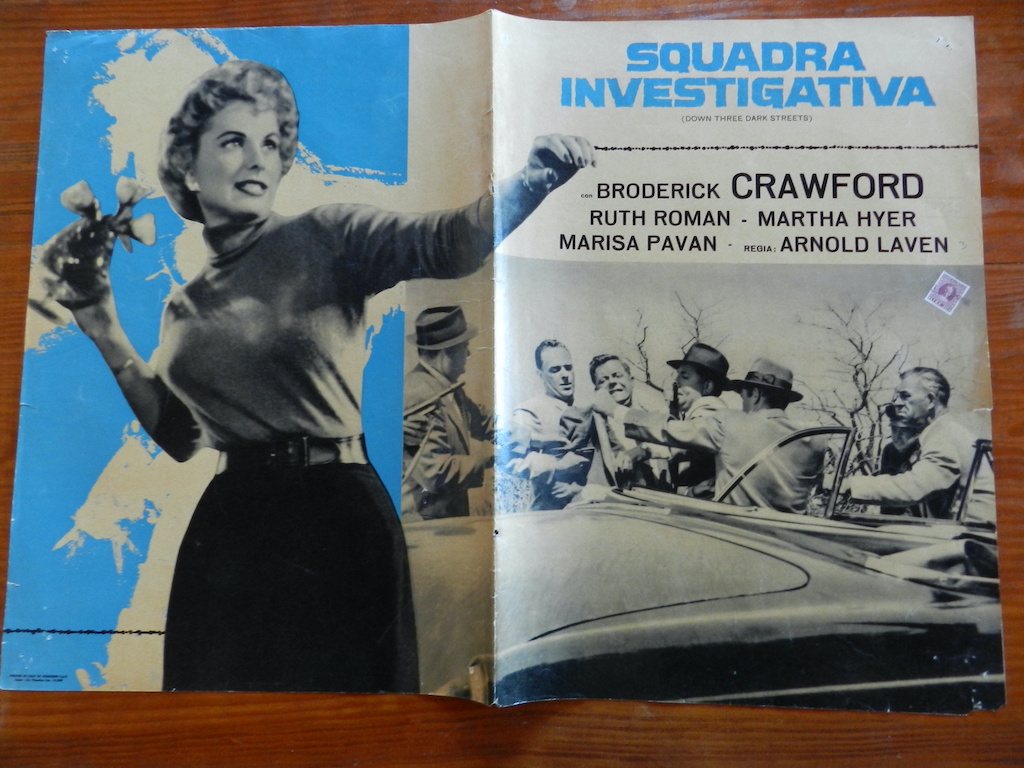 SQUADRA
INVESTIGATIVA
(DOWN THREE DARK STREETS)
con BRODERICK CRAWFORD
RUTH ROMAN - MARTHA HYER
MARISA PAVAN - REGIA: ARNOLD LAVEN